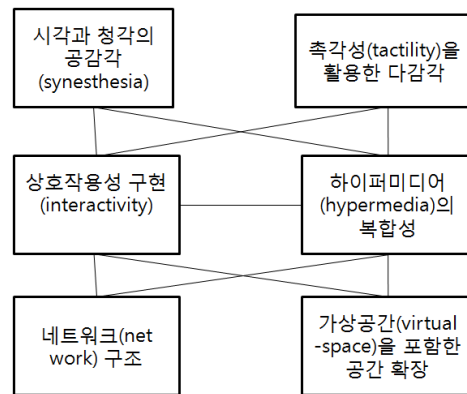 시각과 청각의
공감각
(synesthesia)
촉각성(tactility)을
활용한 다감각
상호작용성 구현
(interactivity)
하이퍼미디어
(hypermedia)의
복합성
네트워크(net
work) 구조
가상공간(virtual
-space)을 포함한
공간 확장